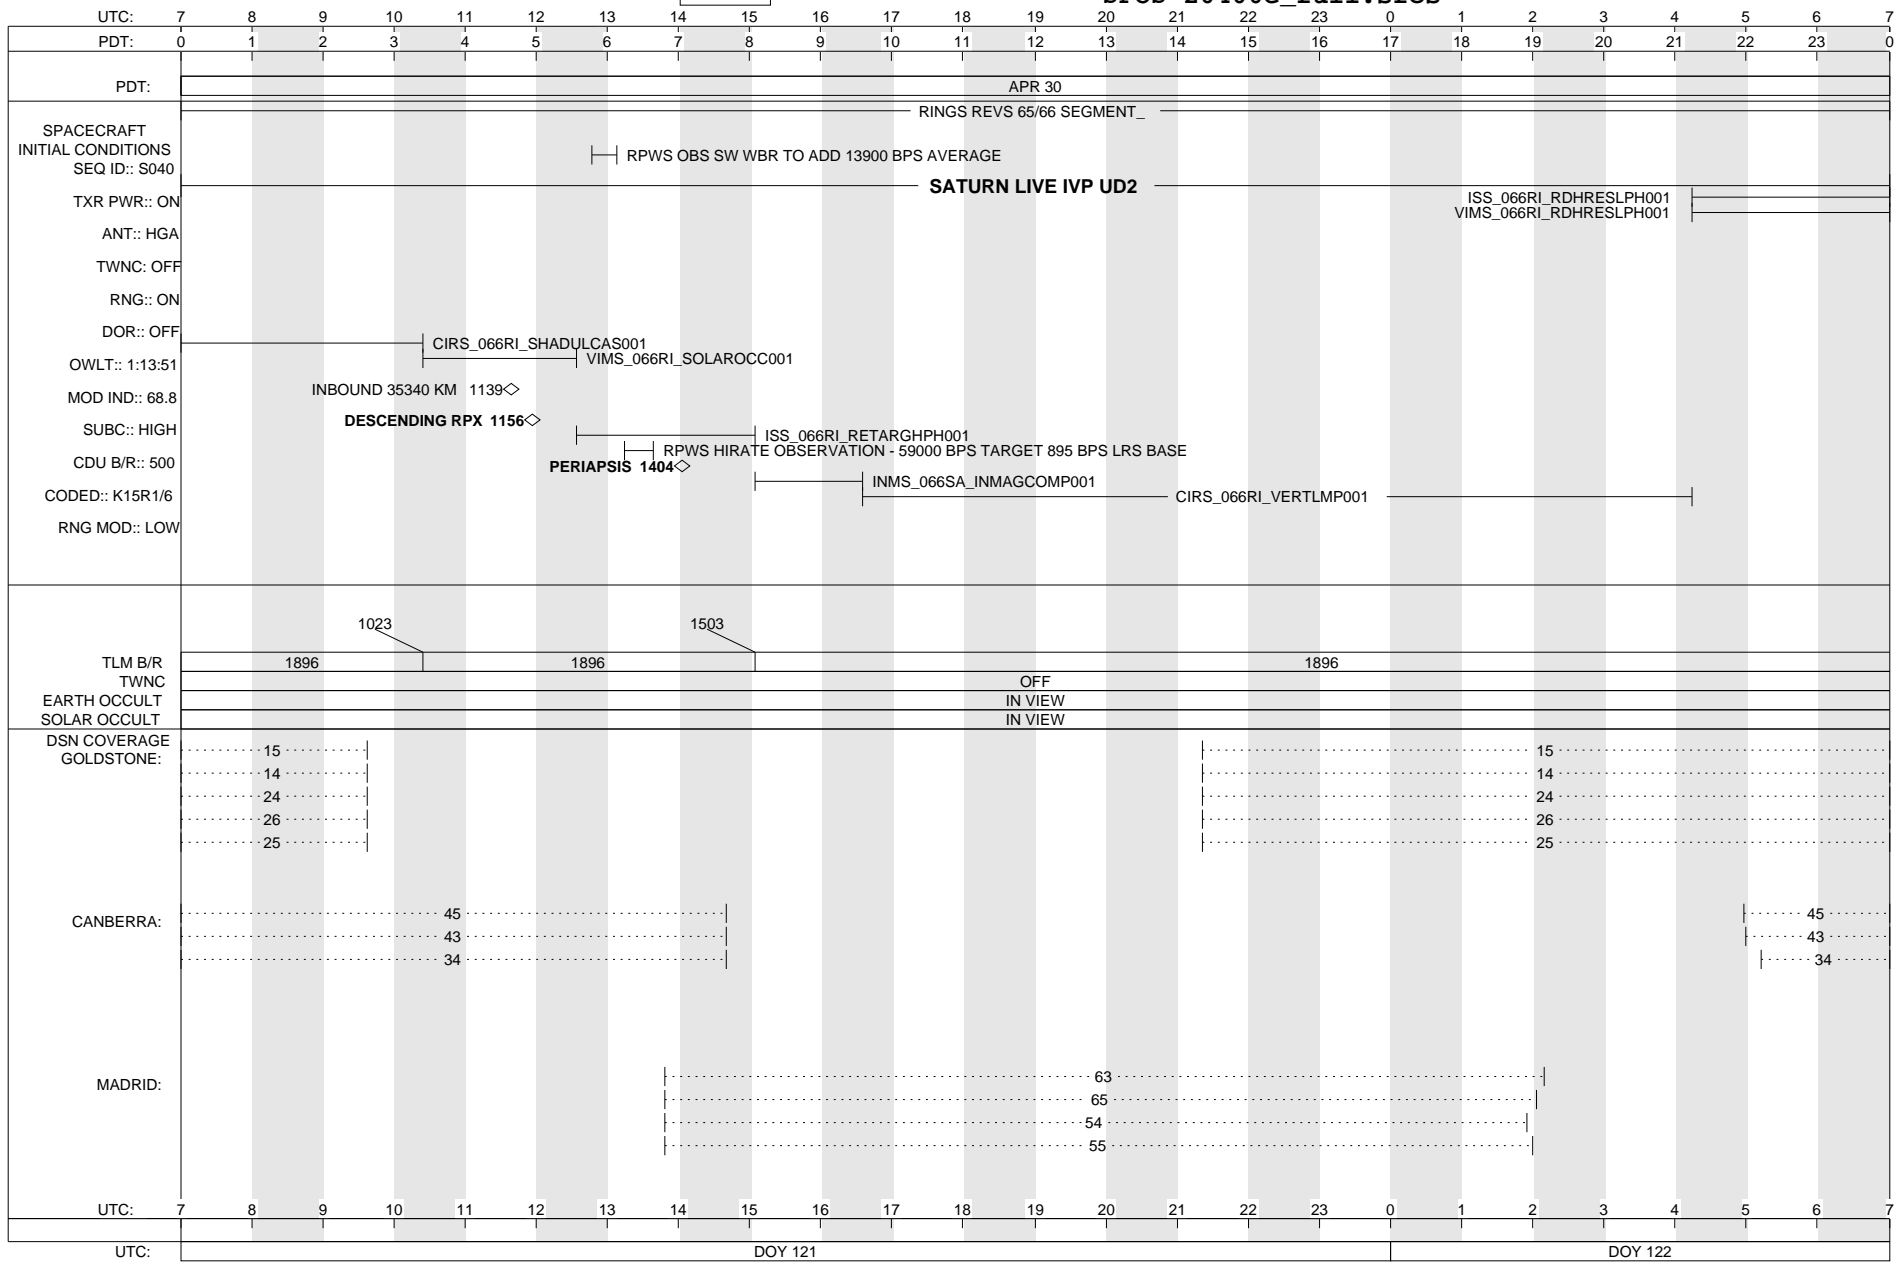 UTC: 7 8 9 10 11 12 13 14 15 16 17 18 19 20 21 22 23 0 1 2 3 4 5 6 7
PDT: 0 1 2 3 4 5 6 7 8 9 10 11 12 13 14 15 16 17 18 19 20 21 22 23 0
PDT: APR 30
RINGS REVS 65/66 SEGMENT_
SPACECRAFT
INITIAL CONDITIONS
RPWS OBS SW WBR TO ADD 13900 BPS AVERAGE
SEQ ID:: S040
SATURN LIVE IVP UD2
TXR PWR:: ON
ISS_066RI_RDHRESLPH001
VIMS_066RI_RDHRESLPH001
ANT:: HGA
TWNC: OFF
RNG:: ON
DOR:: OFF
CIRS_066RI_SHADULCAS001
VIMS_066RI_SOLAROCC001
OWLT:: 1:13:51
INBOUND 35340 KM 1139
MOD IND:: 68.8
DESCENDING RPX 1156
SUBC:: HIGH
ISS_066RI_RETARGHPH001
RPWS HIRATE OBSERVATION - 59000 BPS TARGET 895 BPS LRS BASE
CDU B/R:: 500
PERIAPSIS 1404
INMS_066SA_INMAGCOMP001
CODED:: K15R1/6
CIRS_066RI_VERTLMP001
RNG MOD:: LOW
1023 1503
TLM B/R 1896 1896 1896
TWNC OFF
EARTH OCCULT IN VIEW
SOLAR OCCULT IN VIEW
DSN COVERAGE
GOLDSTONE: 15 15
14 14
24 24
26 26
25 25
CANBERRA: 45 45
43 43
34 34
MADRID: 63
65
54
55
UTC: 7 8 9 10 11 12 13 14 15 16 17 18 19 20 21 22 23 0 1 2 3 4 5 6 7
UTC: DOY 121 DOY 122